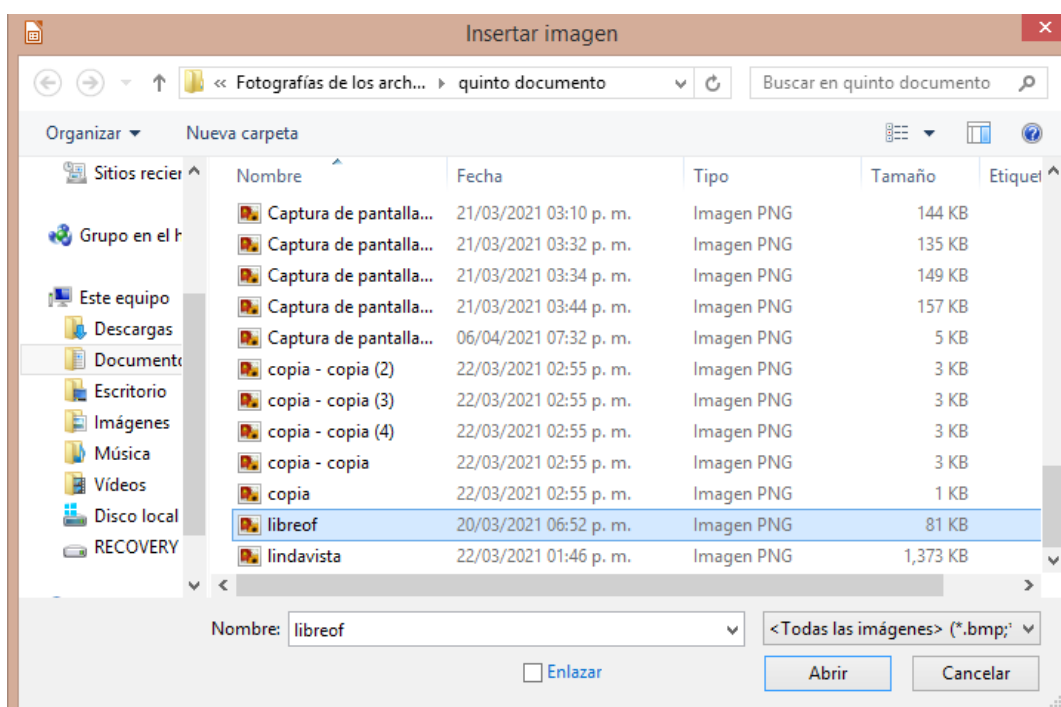 Insertar imagen
« Fotografías de los arch... quinto documento
Buscar en quinto documento
Organizar
Nueva carpeta
Sitios recier
Grupo en el h
Este equipo
Descargas
Documento
Escritorio
Imágenes
Música
Vídeos
Disco local
RECOVERY
Nombre Fecha Tipo Tamaño Etiquet
Captura de pantalla... 21/03/2021 03:10 p. m. Imagen PNG 144 KB
Captura de pantalla... 21/03/2021 03:32 p. m. Imagen PNG 135 KB
Captura de pantalla... 21/03/2021 03:34 p. m. Imagen PNG 149 KB
Captura de pantalla... 21/03/2021 03:44 p. m. Imagen PNG 157 KB
Captura de pantalla... 06/04/2021 07:32 p. m. Imagen PNG 5 KB
copia - copia (2) 22/03/2021 02:55 p. m. Imagen PNG 3 KB
copia - copia (3) 22/03/2021 02:55 p. m. Imagen PNG 3 KB
copia - copia (4) 22/03/2021 02:55 p. m. Imagen PNG 3 KB
copia - copia 22/03/2021 02:55 p. m. Imagen PNG 3 KB
copia 22/03/2021 02:55 p. m. Imagen PNG 1 KB
libreof 20/03/2021 06:52 p. m. Imagen PNG 81 KB
lindavista 22/03/2021 01:46 p. m. Imagen PNG 1,373 KB
Nombre: libreof
<Todas las imágenes> (*.bmp;*
Enlazar
Abrir
Cancelar